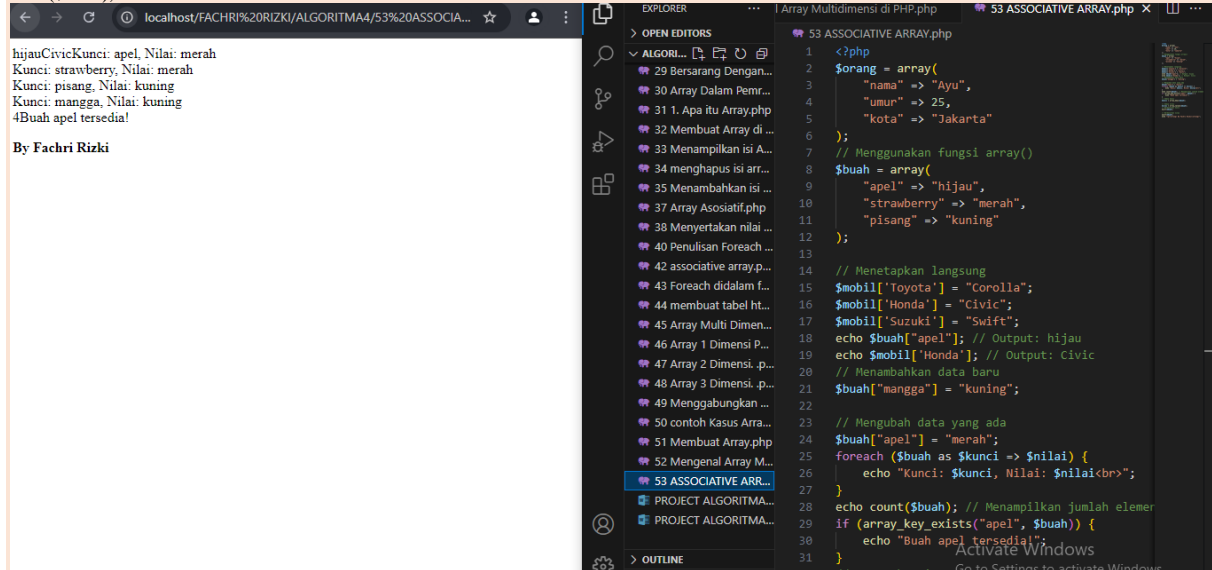 localhost/FACHRI%20RIZKI/ALGORITMA4/53%20ASSOCIA...
hijauCivicKunci: apel, Nilai: merah
Kunci: strawberry, Nilai: merah
Kunci: pisang, Nilai: kuning
Kunci: mangga, Nilai: kuning
4Buah apel tersedia!
By Fachri Rizki
EXPLORER
OPEN EDITORS
ALGORI...
29 Bersarang Dengan...
30 Array Dalam Pemr...
31 1. Apa itu Array.php
32 Membuat Array di ...
33 Menampilkan isi A...
34 menghapus isi arr...
35 Menambahkan isi ...
37 Array Asosiatif.php
38 Menyertakan nilai ...
40 Penulisan Foreach ...
42 associative array.p...
43 Foreach didalam f...
44 membuat tabel ht...
45 Array Multi Dimen...
46 Array 1 Dimensi P...
47 Array 2 Dimensi. .p...
48 Array 3 Dimensi. .p...
49 Menggabungkan ...
50 contoh Kasus Arra...
51 Membuat Array.php
52 Mengenal Array M...
53 ASSOCIATIVE ARR...
PROJECT ALGORITMA...
PROJECT ALGORITMA...
OUTLINE
Array Multidimensi di PHP.php
53 ASSOCIATIVE ARRAY.php
53 ASSOCIATIVE ARRAY.php
1 <?php
2 $orang = array(
3 "nama" => "Ayu",
4 "umur" => 25,
5 "kota" => "Jakarta"
6 );
7 // Menggunakan fungsi array()
8 $buah = array(
9 "apel" => "hijau",
10 "strawberry" => "merah",
11 "pisang" => "kuning"
12 );
13
14 // Menetapkan langsung
15 $mobil['Toyota'] = "Corolla";
16 $mobil['Honda'] = "Civic";
17 $mobil['Suzuki'] = "Swift";
18 echo $buah["apel"]; // Output: hijau
19 echo $mobil['Honda']; // Output: Civic
20 // Menambahkan data baru
21 $buah["mangga"] = "kuning";
22
23 // Mengubah data yang ada
24 $buah["apel"] = "merah";
25 foreach ($buah as $kunci => $nilai) {
26 echo "Kunci: $kunci, Nilai: $nilai<br>";
27 }
28 echo count($buah); // Menampilkan jumlah elemen
29 if (array_key_exists("apel", $buah)) {
30 echo "Buah apel tersedia!";
31 }
Activate Windows
Go to Settings to activate Windows.